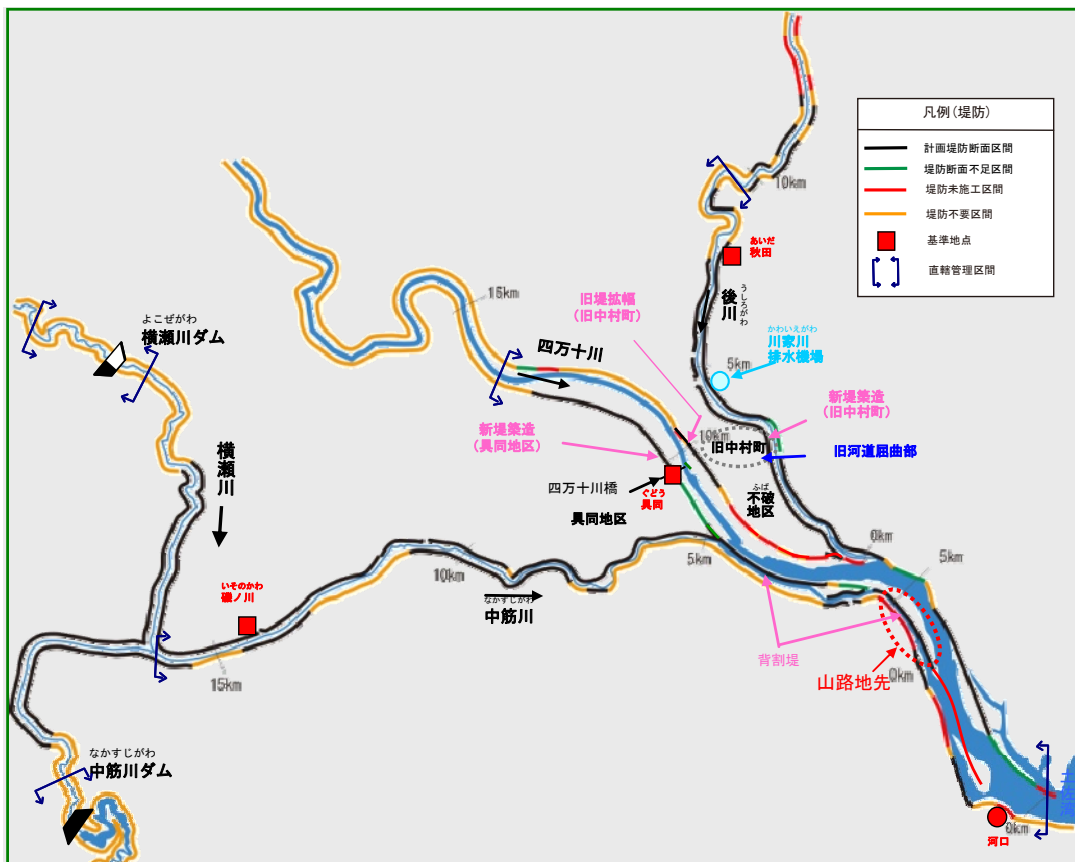 凡例(堤防)
計画堤防断面区間
堤防断面不足区間
堤防未施工区間
堤防不要区間
基準地点
直轄管理区間
10km
あいだ
秋田
うしろがわ
後川
かわいえがわ
川家川
排水機場
5km
旧堤拡幅
(旧中村町)
15km
四万十川
よこぜがわ
横瀬川ダム
新堤築造
(旧中村町)
新堤築造
(具同地区)
10km
旧中村町
旧河道屈曲部
四万十川橋
ぐどう
具同
具同地区
ふば
不破
地区
横瀬川
0km
5km
5km
10km
なかすじがわ
中筋川
いそのかわ
磯ノ川
15km
背割堤
山路地先
0km
なかすじがわ
中筋川ダム
0km
河口